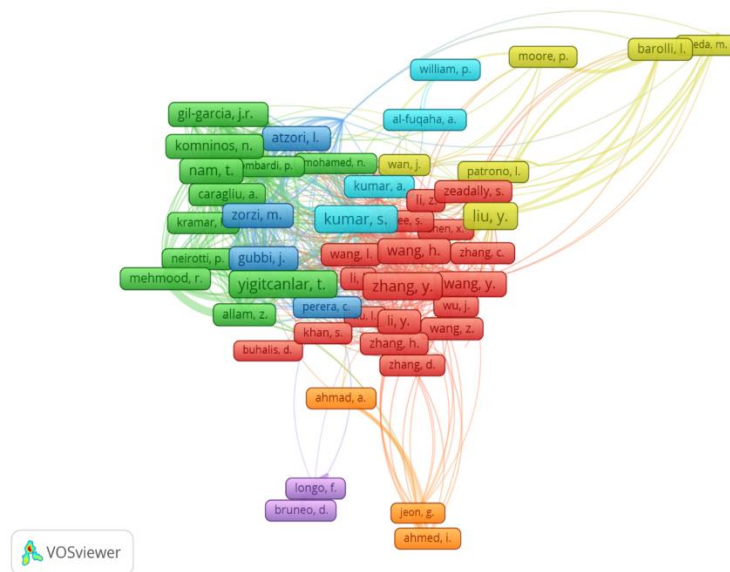 barolli, l.
moore, p.
william, p.
gil-garcia, j.r.
al-fuqaha, a.
atzori, l.
komninos, n.
mohamed, n.
wan, j.
nam, t.
patrono, l.
kumar, a.
zeadally, s.
caragliu, a.
kumar, s.
liu, y.
zorzi, m.
wang, l.
wang, h.
zhang, c.
neirotti, p.
gubbi, j.
mehmood, r.
yigitcanlar, t.
zhang, y.
wang, y.
perera, c.
wu, j.
allam, z.
li, y.
wang, z.
khan, s.
zhang, h.
buhalis, d.
zhang, d.
ahmad, a.
longo, f.
bruneo, d.
jeon, g.
ahmed, i.
VOSviewer